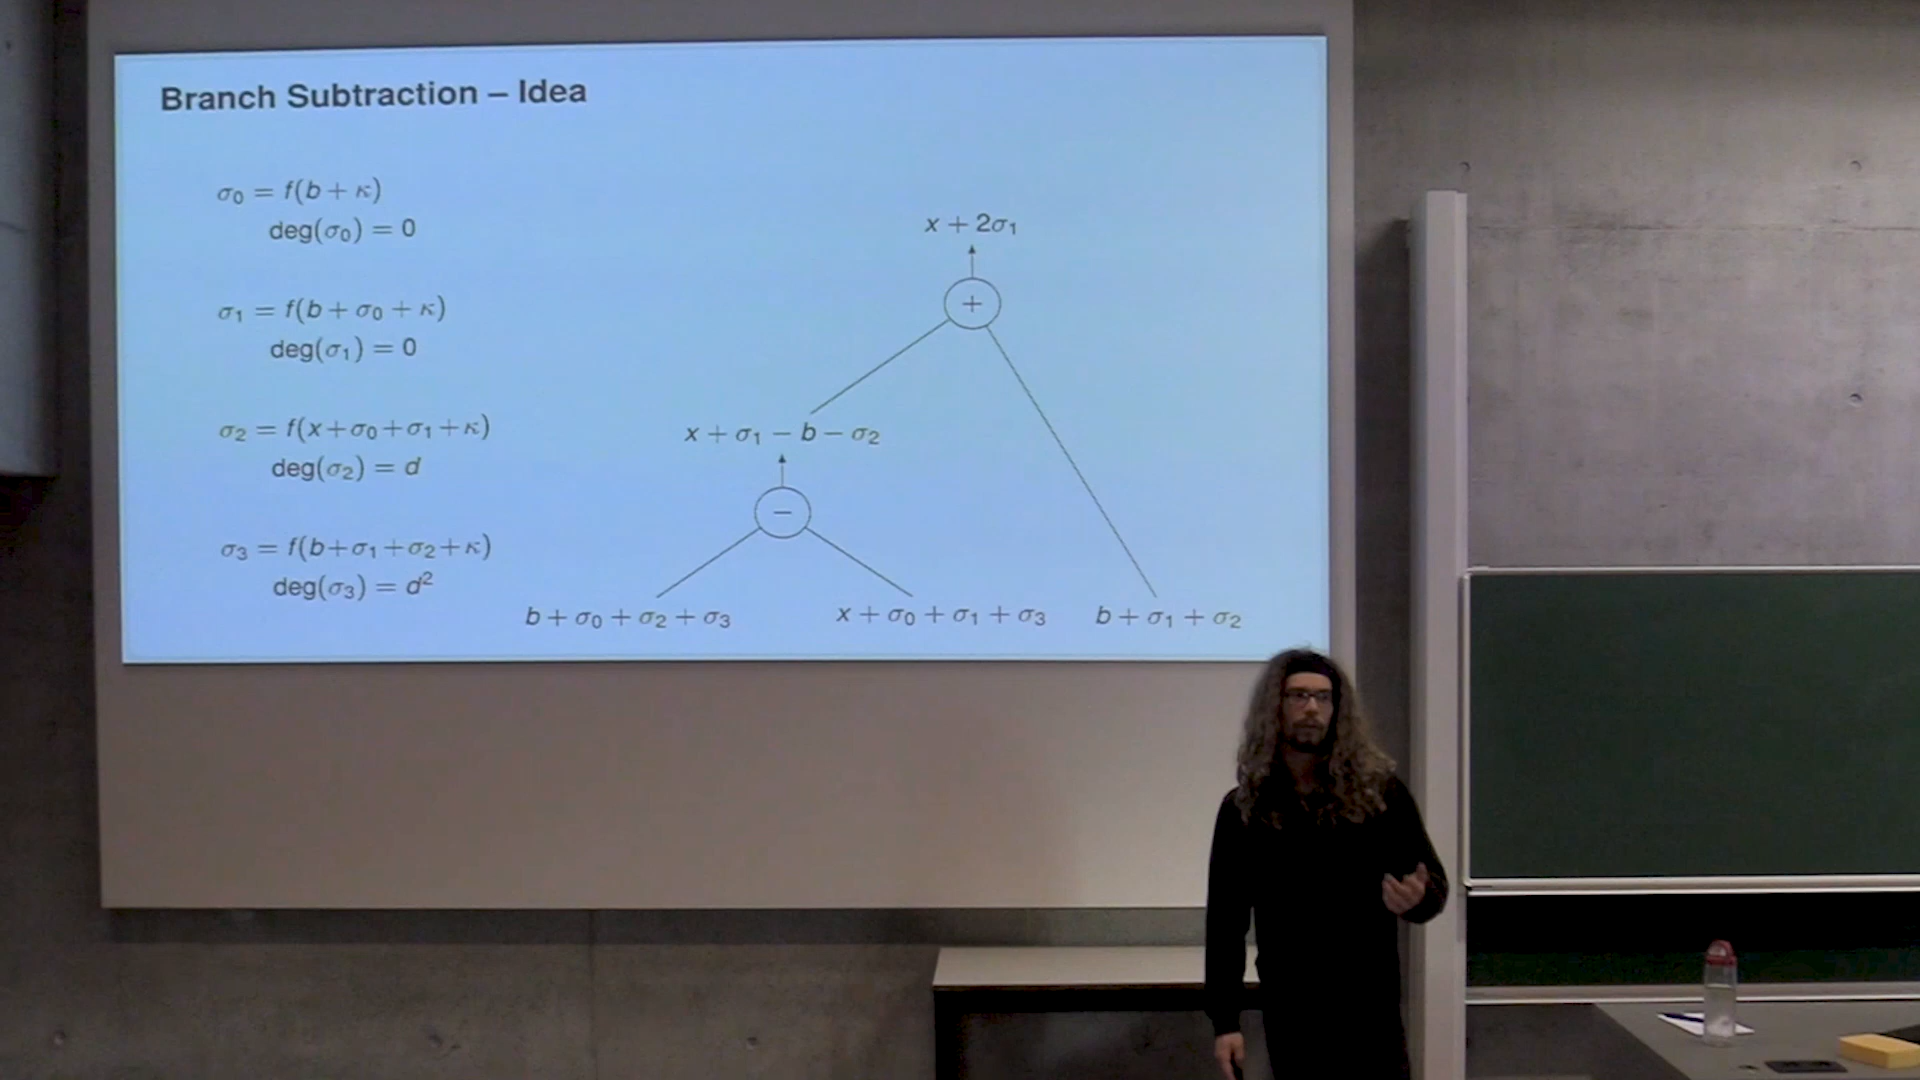 Branch Subtraction – Idea
σ₀ = f(b + κ)
deg(σ₀) = 0
σ₁ = f(b + σ₀ + κ)
deg(σ₁) = 0
σ₂ = f(x+σ₀+σ₁+κ)
deg(σ₂) = d
σ₃ = f(b+σ₁+σ₂+κ)
deg(σ₃) = d²
x + 2σ₁
+
x + σ₁ − b − σ₂
−
b + σ₀ + σ₂ + σ₃
x + σ₀ + σ₁ + σ₃
b + σ₁ + σ₂